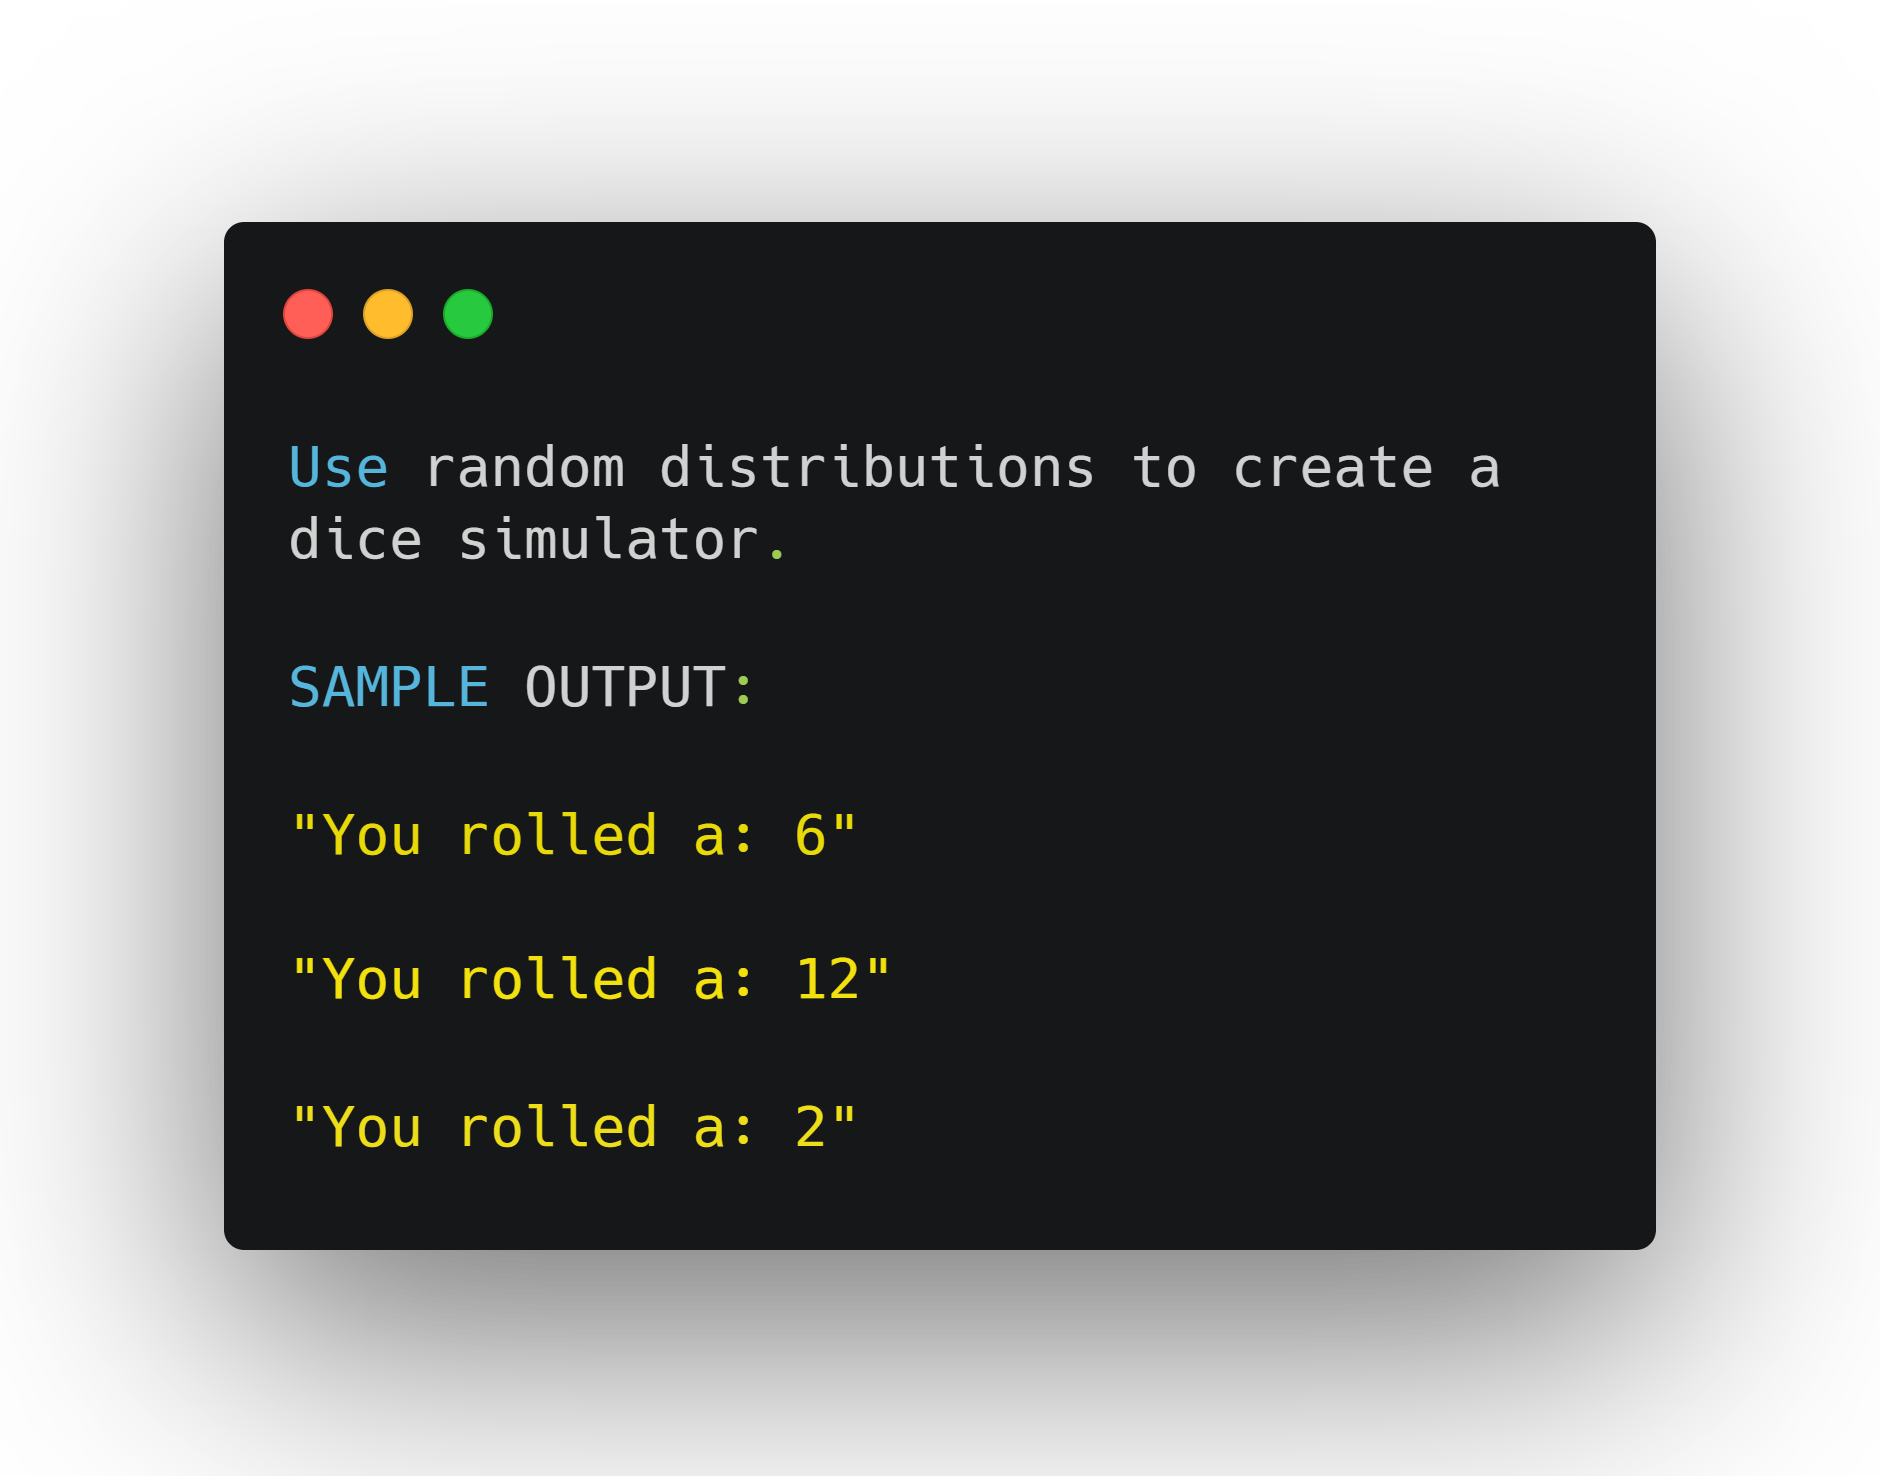 Use random distributions to create a
dice simulator.
SAMPLE OUTPUT:
"You rolled a: 6"
"You rolled a: 12"
"You rolled a: 2"